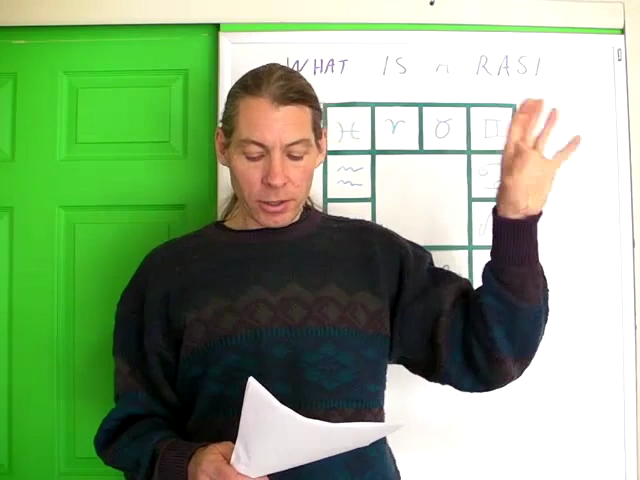 WHAT IS A RASI
♓ ♈ ♉ ♊
♒